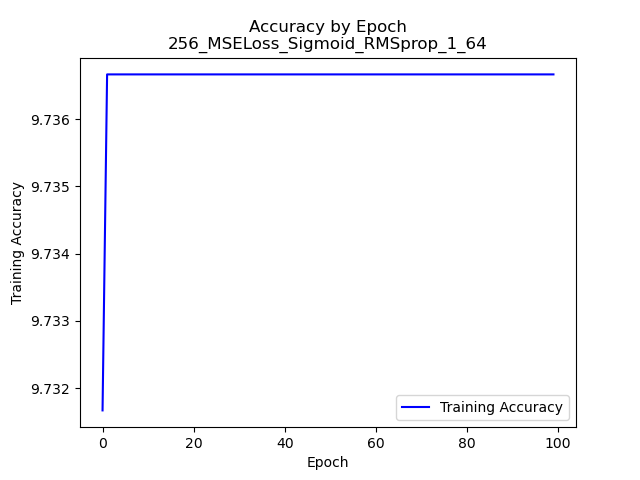 Accuracy by Epoch
256_MSELoss_Sigmoid_RMSprop_1_64
9.736
9.735
9.734
9.733
9.732
Training Accuracy
Training Accuracy
0 20 40 60 80 100
Epoch